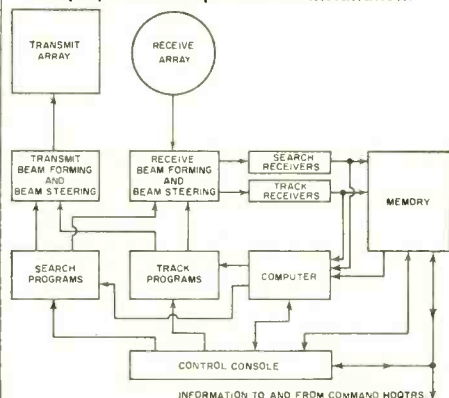 TRANSMIT
ARRAY
RECEIVE
ARRAY
TRANSMIT
BEAM FORMING
AND
BEAM STEERING
RECEIVE
BEAM FORMING
AND
BEAM STEERING
SEARCH
RECEIVERS
TRACK
RECEIVERS
MEMORY
SEARCH
PROGRAMS
TRACK
PROGRAMS
COMPUTER
CONTROL CONSOLE
INFORMATION TO AND FROM COMMAND HDQTRS